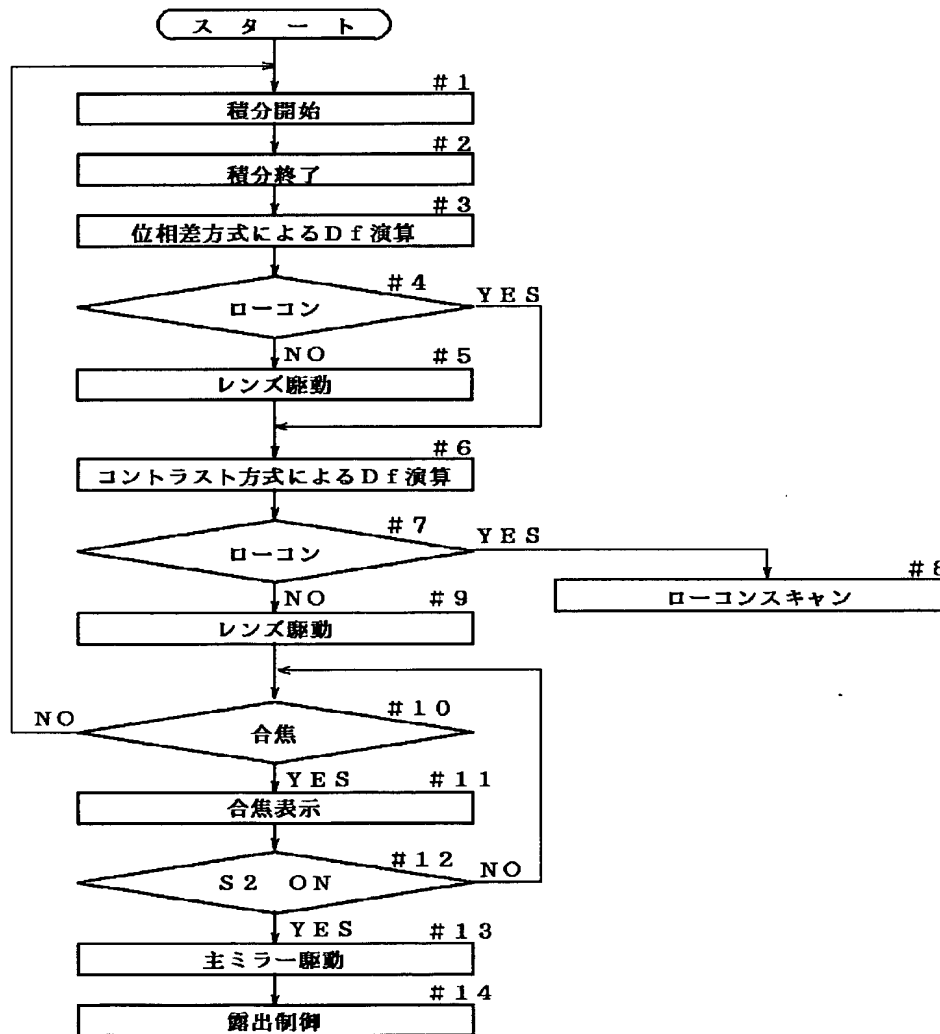 スタート
#1
積分開始
#2
積分終了
#3
位相差方式によるDf演算
#4
ローコン
YES
NO
#5
レンズ駆動
#6
コントラスト方式によるDf演算
#7
ローコン
YES
#8
ローコンスキャン
NO
#9
レンズ駆動
#10
NO
合焦
YES
#11
合焦表示
#12
NO
S2 ON
YES
#13
主ミラー駆動
#14
露出制御